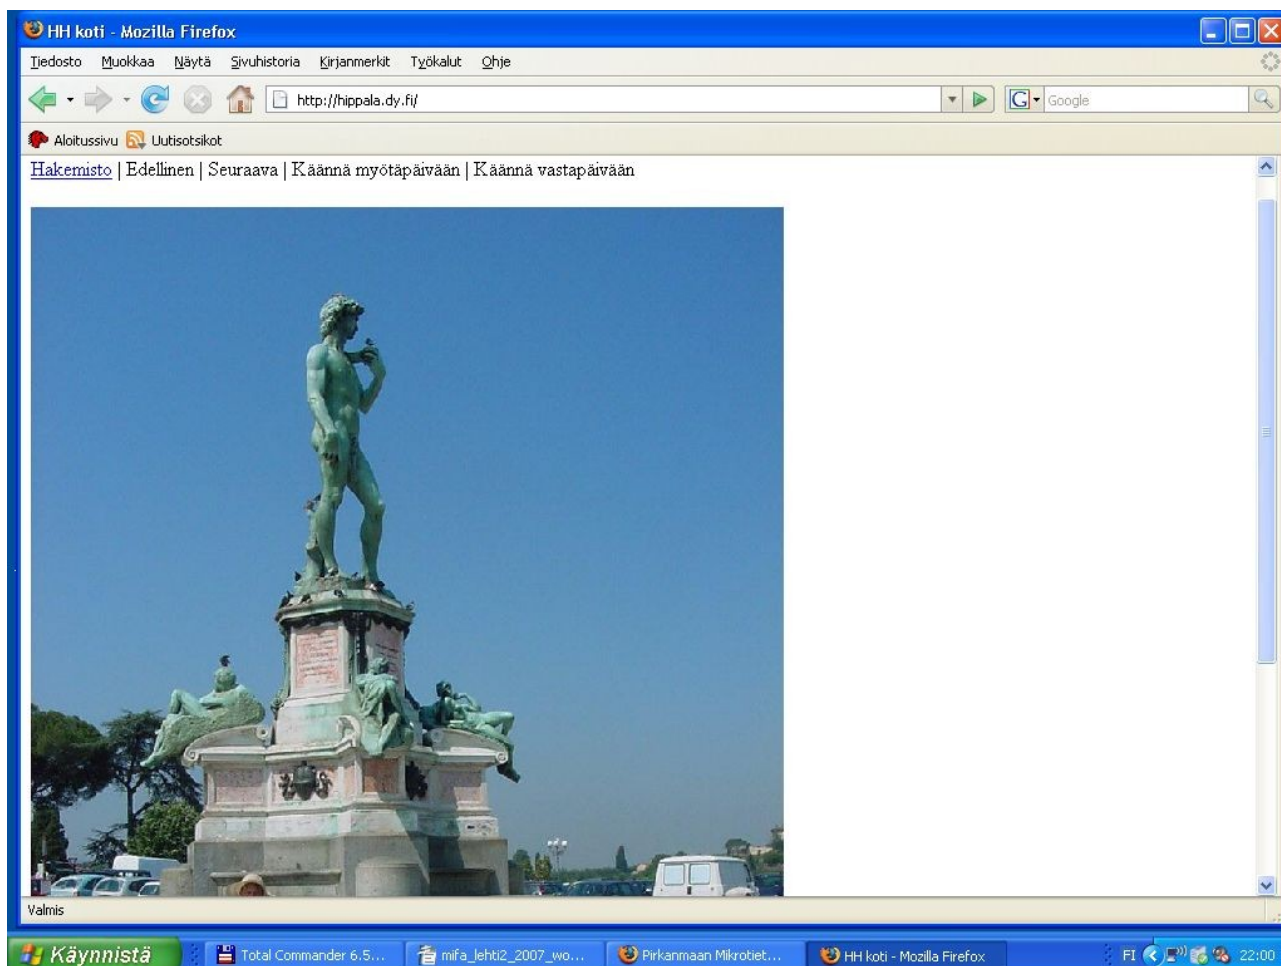 HH koti - Mozilla Firefox
Tiedosto Muokkaa Näytä Sivuhistoria Kirjanmerkit Työkalut Ohje
http://hippala.dy.fi/ G Google
Aloitussivu Uutisotsikot
Hakemisto | Edellinen | Seuraava | Käännä myötäpäivään | Käännä vastapäivään
Valmis
Käynnistä Total Commander 6.5... mifa_lehti2_2007_wo... Pirkanmaan Mikrotiet... HH koti - Mozilla Firefox FI 22:00